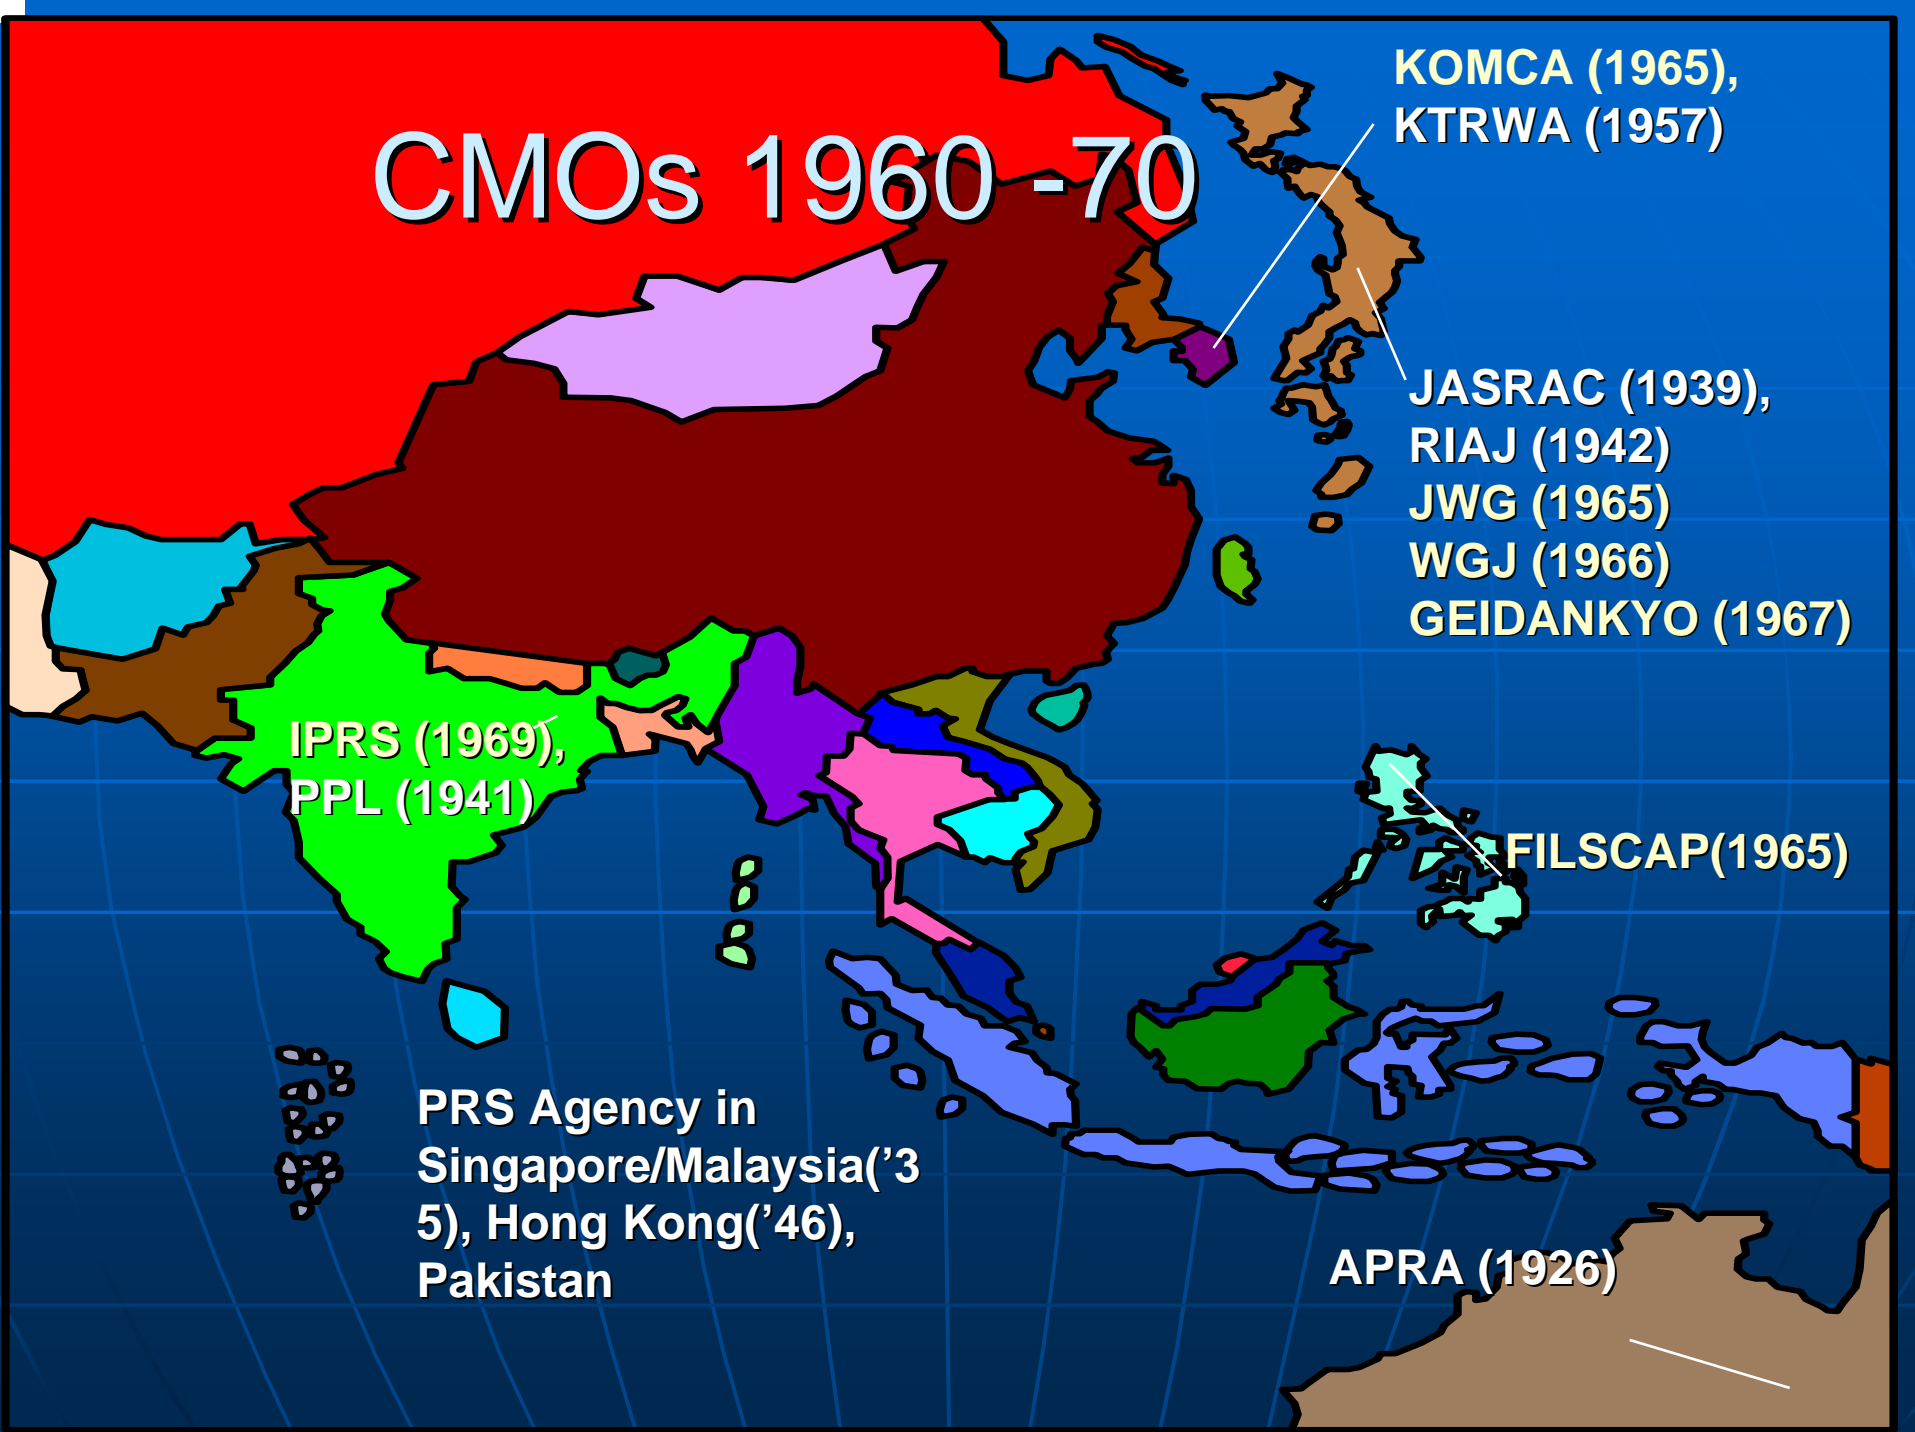 CMOs 1960 -70
KOMCA (1965),
KTRWA (1957)
JASRAC (1939),
RIAJ (1942)
JWG (1965)
WGJ (1966)
GEIDANKYO (1967)
IPRS (1969),
PPL (1941)
FILSCAP(1965)
PRS Agency in
Singapore/Malaysia(’3
5), Hong Kong(’46),
Pakistan
APRA (1926)